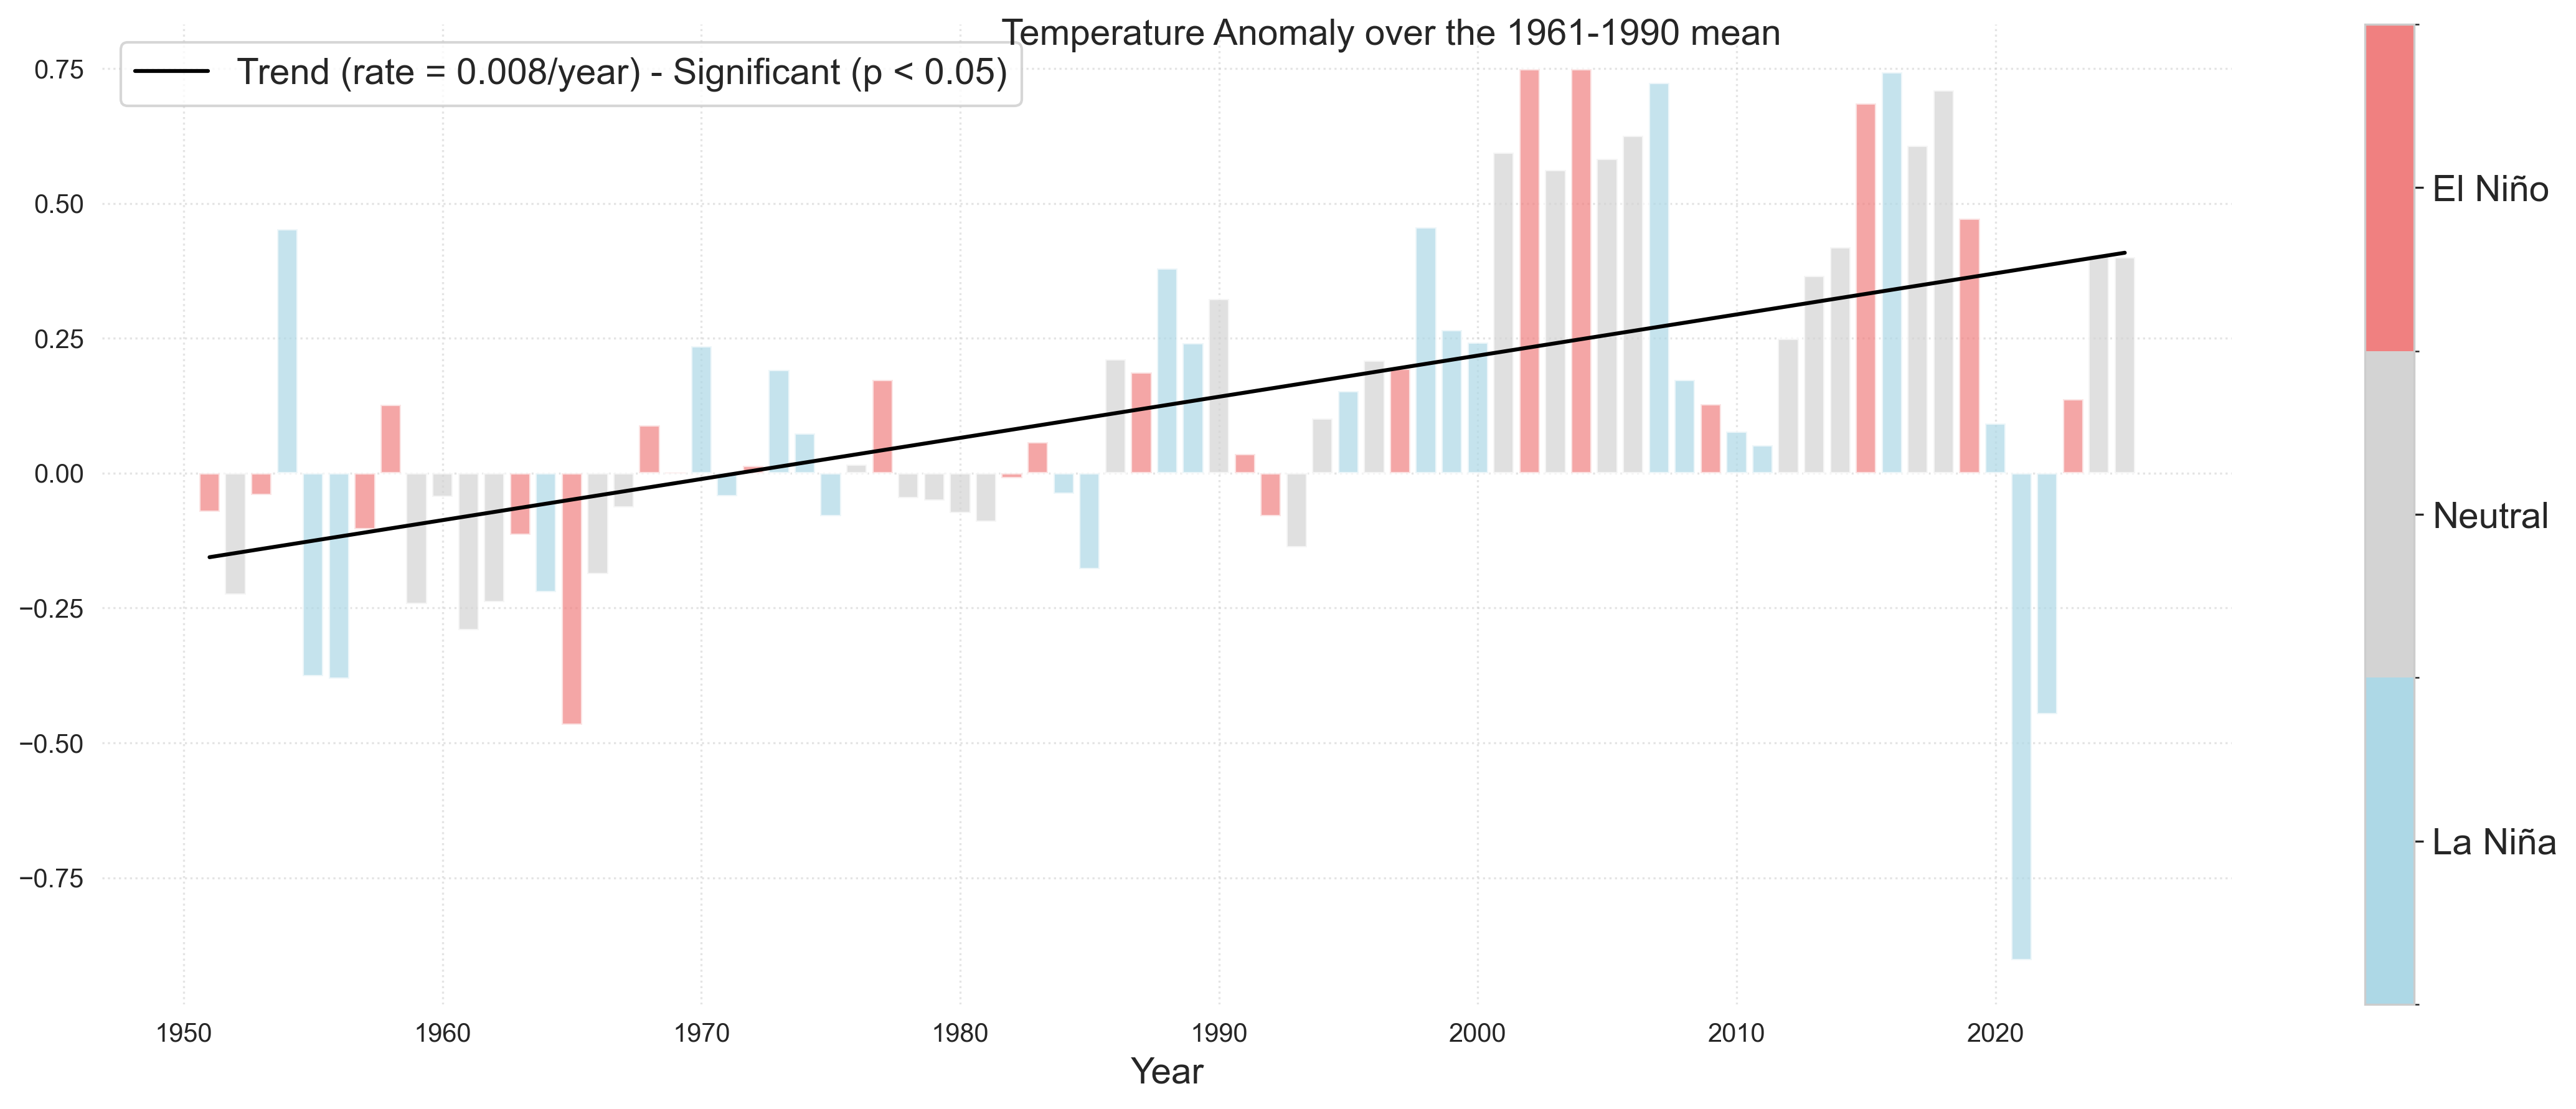 Temperature Anomaly over the 1961-1990 mean
Trend (rate = 0.008/year) - Significant (p < 0.05)
0.75
0.50
0.25
0.00
−0.25
−0.50
−0.75
1950 1960 1970 1980 1990 2000 2010 2020
Year
El Niño
Neutral
La Niña